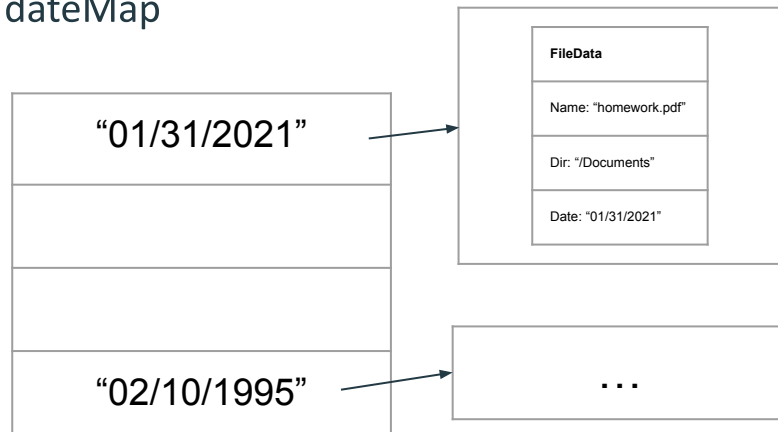 dateMap
“01/31/2021”
FileData
Name: “homework.pdf”
Dir: “/Documents”
Date: “01/31/2021”
“02/10/1995”
...